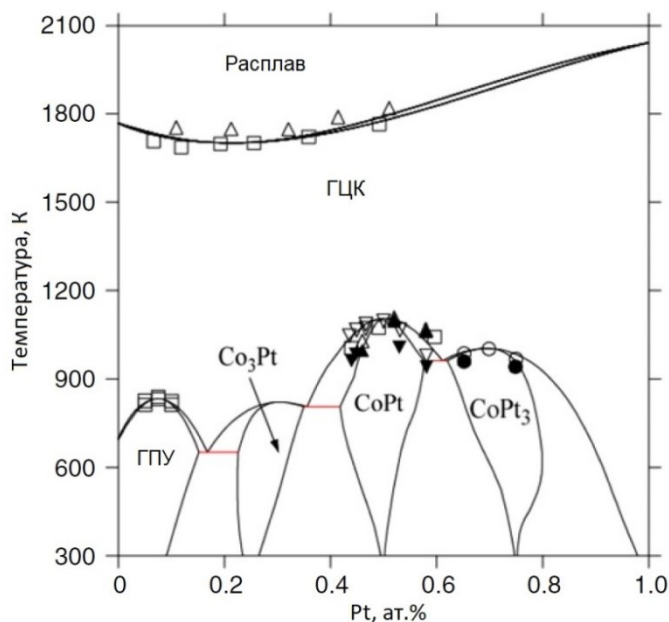 2100
Расплав
1800
ГЦК
1500
Температура, К
1200
Co₃Pt
900
CoPt
CoPt₃
ГПУ
600
300
0 0.2 0.4 0.6 0.8 1.0
Pt, ат.%